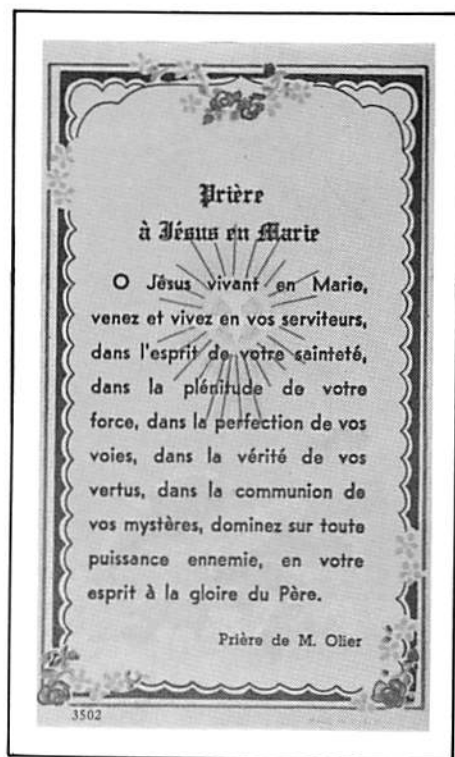 Prière
à Jésus en Marie
O Jésus vivant en Marie,
venez et vivez en vos serviteurs,
dans l'esprit de votre sainteté,
dans la plénitude de votre
force, dans la perfection de vos
voies, dans la vérité de vos
vertus, dans la communion de
vos mystères, dominez sur toute
puissance ennemie, en votre
esprit à la gloire du Père.
Prière de M. Olier
3502